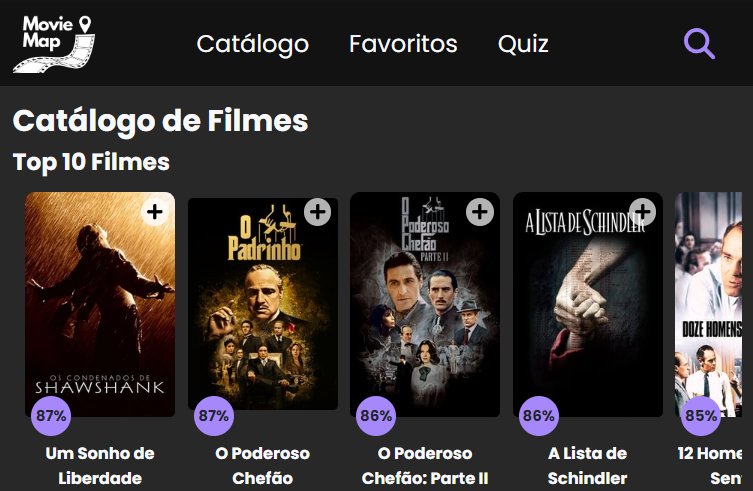 Movie
Map
Catálogo
Favoritos
Quiz
Catálogo de Filmes
Top 10 Filmes
OS CONDENADOS DE
SHAWSHANK
O
Padrinho
O
Poderoso
Chefão
PARTE II
A LISTA DE SCHINDLER
DOZE HOMENS
87%
87%
86%
86%
85%
Um Sonho de
Liberdade
O Poderoso
Chefão
O Poderoso
Chefão: Parte II
A Lista de
Schindler
12 Home
Sen